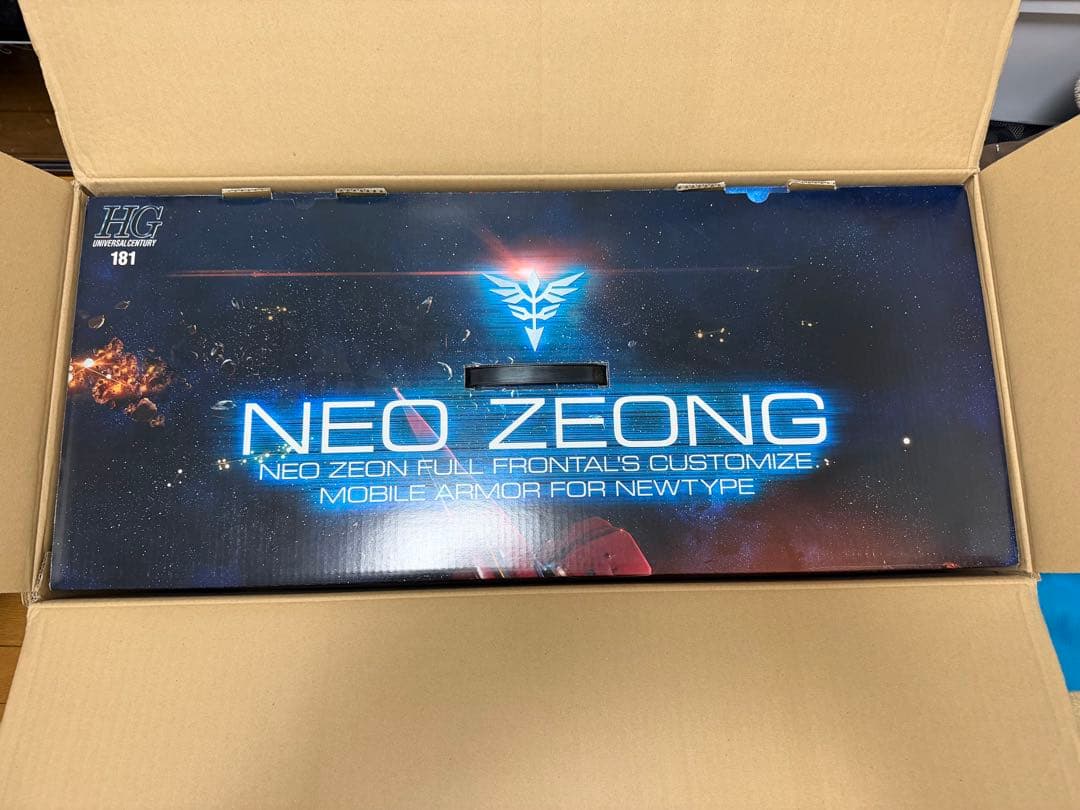 HG
UNIVERSAL CENTURY
181
NEO ZEONG
NEO ZEON FULL FRONTAL'S CUSTOMIZE
MOBILE ARMOR FOR NEWTYPE